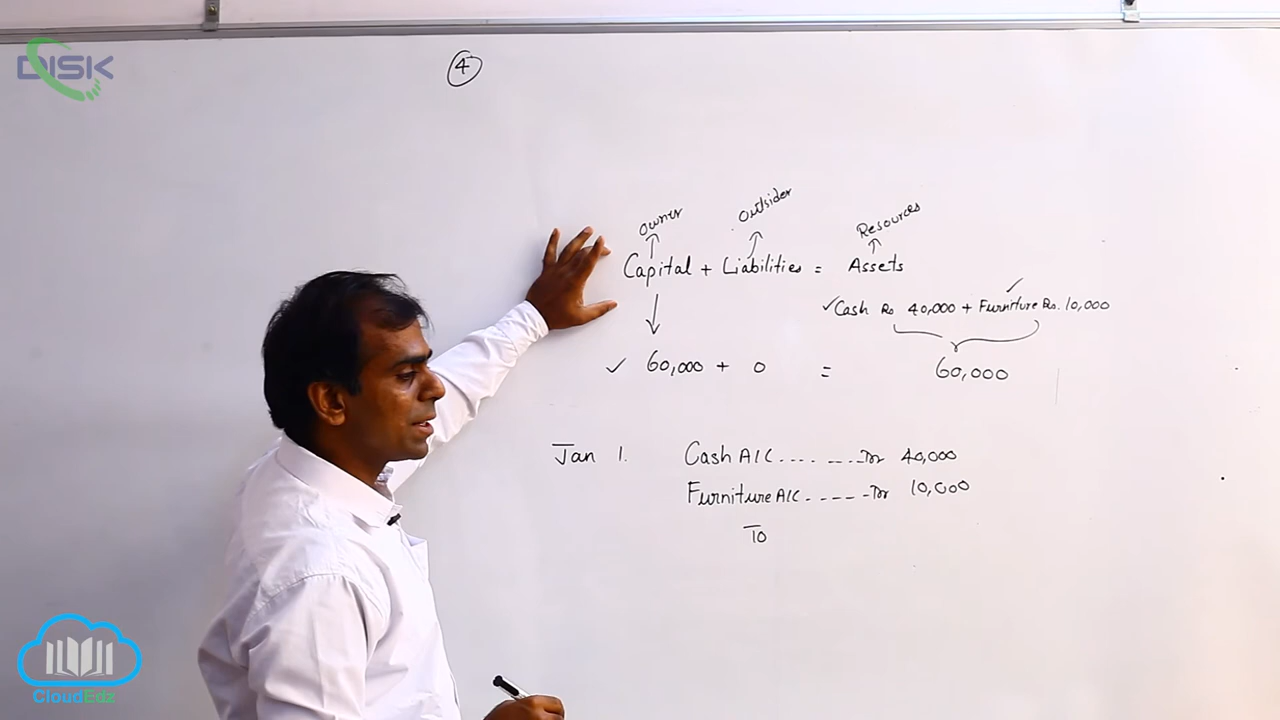 DISK
4
Owner
Outsider
Resources
Capital + Liabilities = Assets
✓Cash Rs 40,000 + Furniture Rs. 10,000 ✓
✓ 60,000 + 0 = 60,000
Jan 1. Cash A/C .... ...Dr 40,000
Furniture A/C ......Dr 10,000
To
CloudEdz